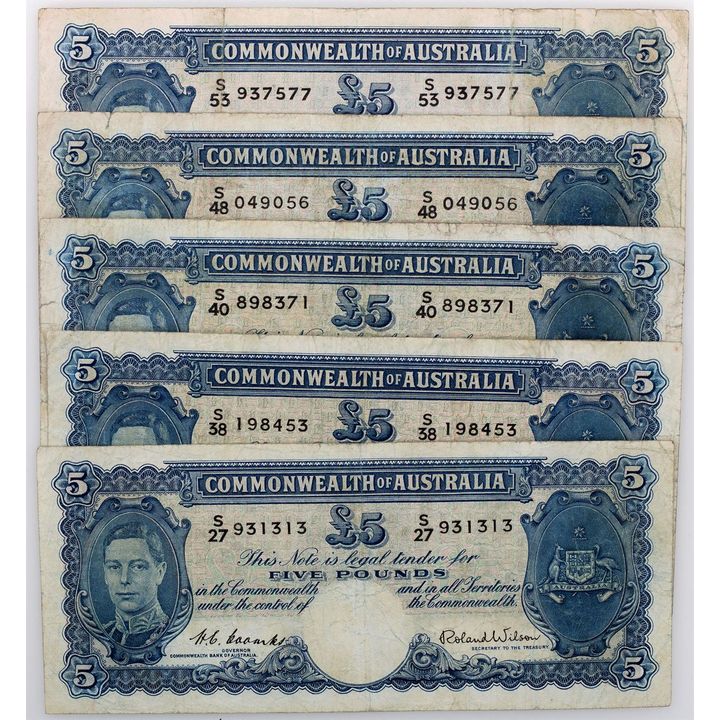 5 COMMONWEALTH OF AUSTRALIA 5
S/53 937577 £5 S/53 937577
5 COMMONWEALTH OF AUSTRALIA 5
S/48 049056 £5 S/48 049056
5 COMMONWEALTH OF AUSTRALIA 5
S/40 898371 £5 S/40 898371
5 COMMONWEALTH OF AUSTRALIA 5
S/38 198453 £5 S/38 198453
5 COMMONWEALTH OF AUSTRALIA 5
S/27 931313 £5 S/27 931313
This Note is legal tender for
FIVE POUNDS
in the Commonwealth and in all Territories
under the control of the Commonwealth.
AUSTRALIA
H.C. Coombs Roland Wilson
GOVERNOR SECRETARY TO THE TREASURY.
COMMONWEALTH BANK OF AUSTRALIA.
5 5